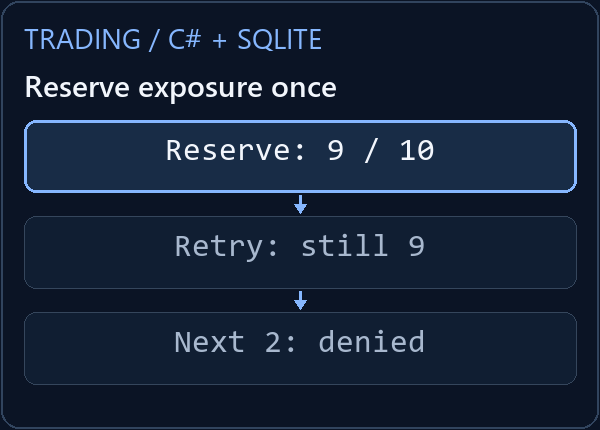 TRADING / C# + SQLITE
Reserve exposure once
Reserve: 9 / 10
Retry: still 9
Next 2: denied